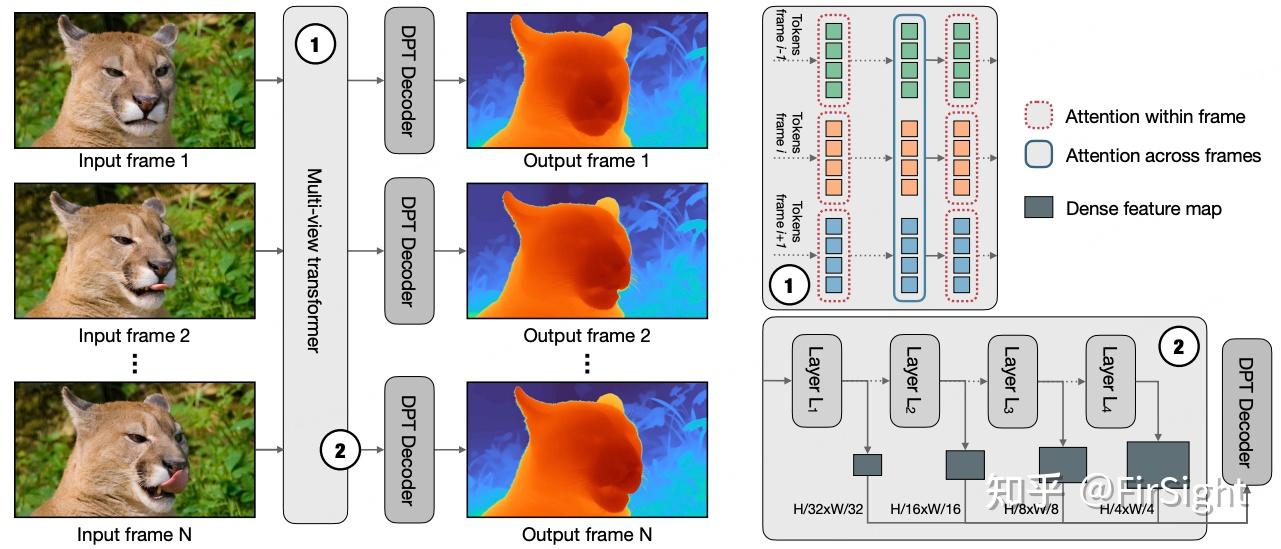 1
Multi-view transformer
2
DPT Decoder
Input frame 1
Output frame 1
DPT Decoder
Input frame 2
Output frame 2
DPT Decoder
Input frame N
Output frame N
Tokens
frame i-1
Tokens
frame i
Tokens
frame i+1
1
Attention within frame
Attention across frames
Dense feature map
2
Layer L1
Layer L2
Layer L3
Layer L4
DPT Decoder
H/32xW/32
H/16xW/16
H/8xW/8
H/4xW/4
知乎 @FirSight